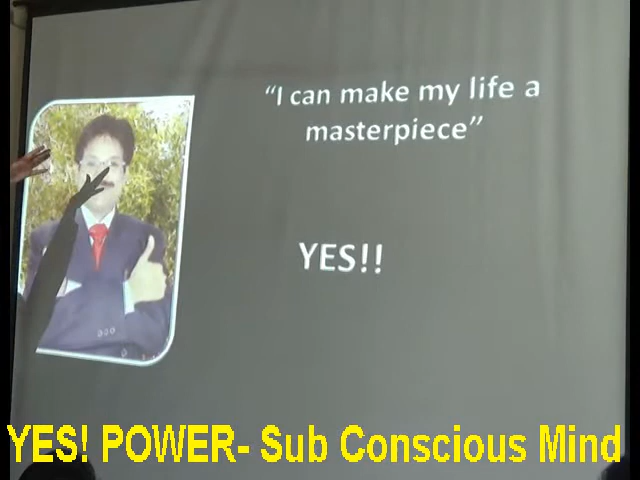 “I can make my life a
masterpiece”
YES!!
YES! POWER- Sub Conscious Mind